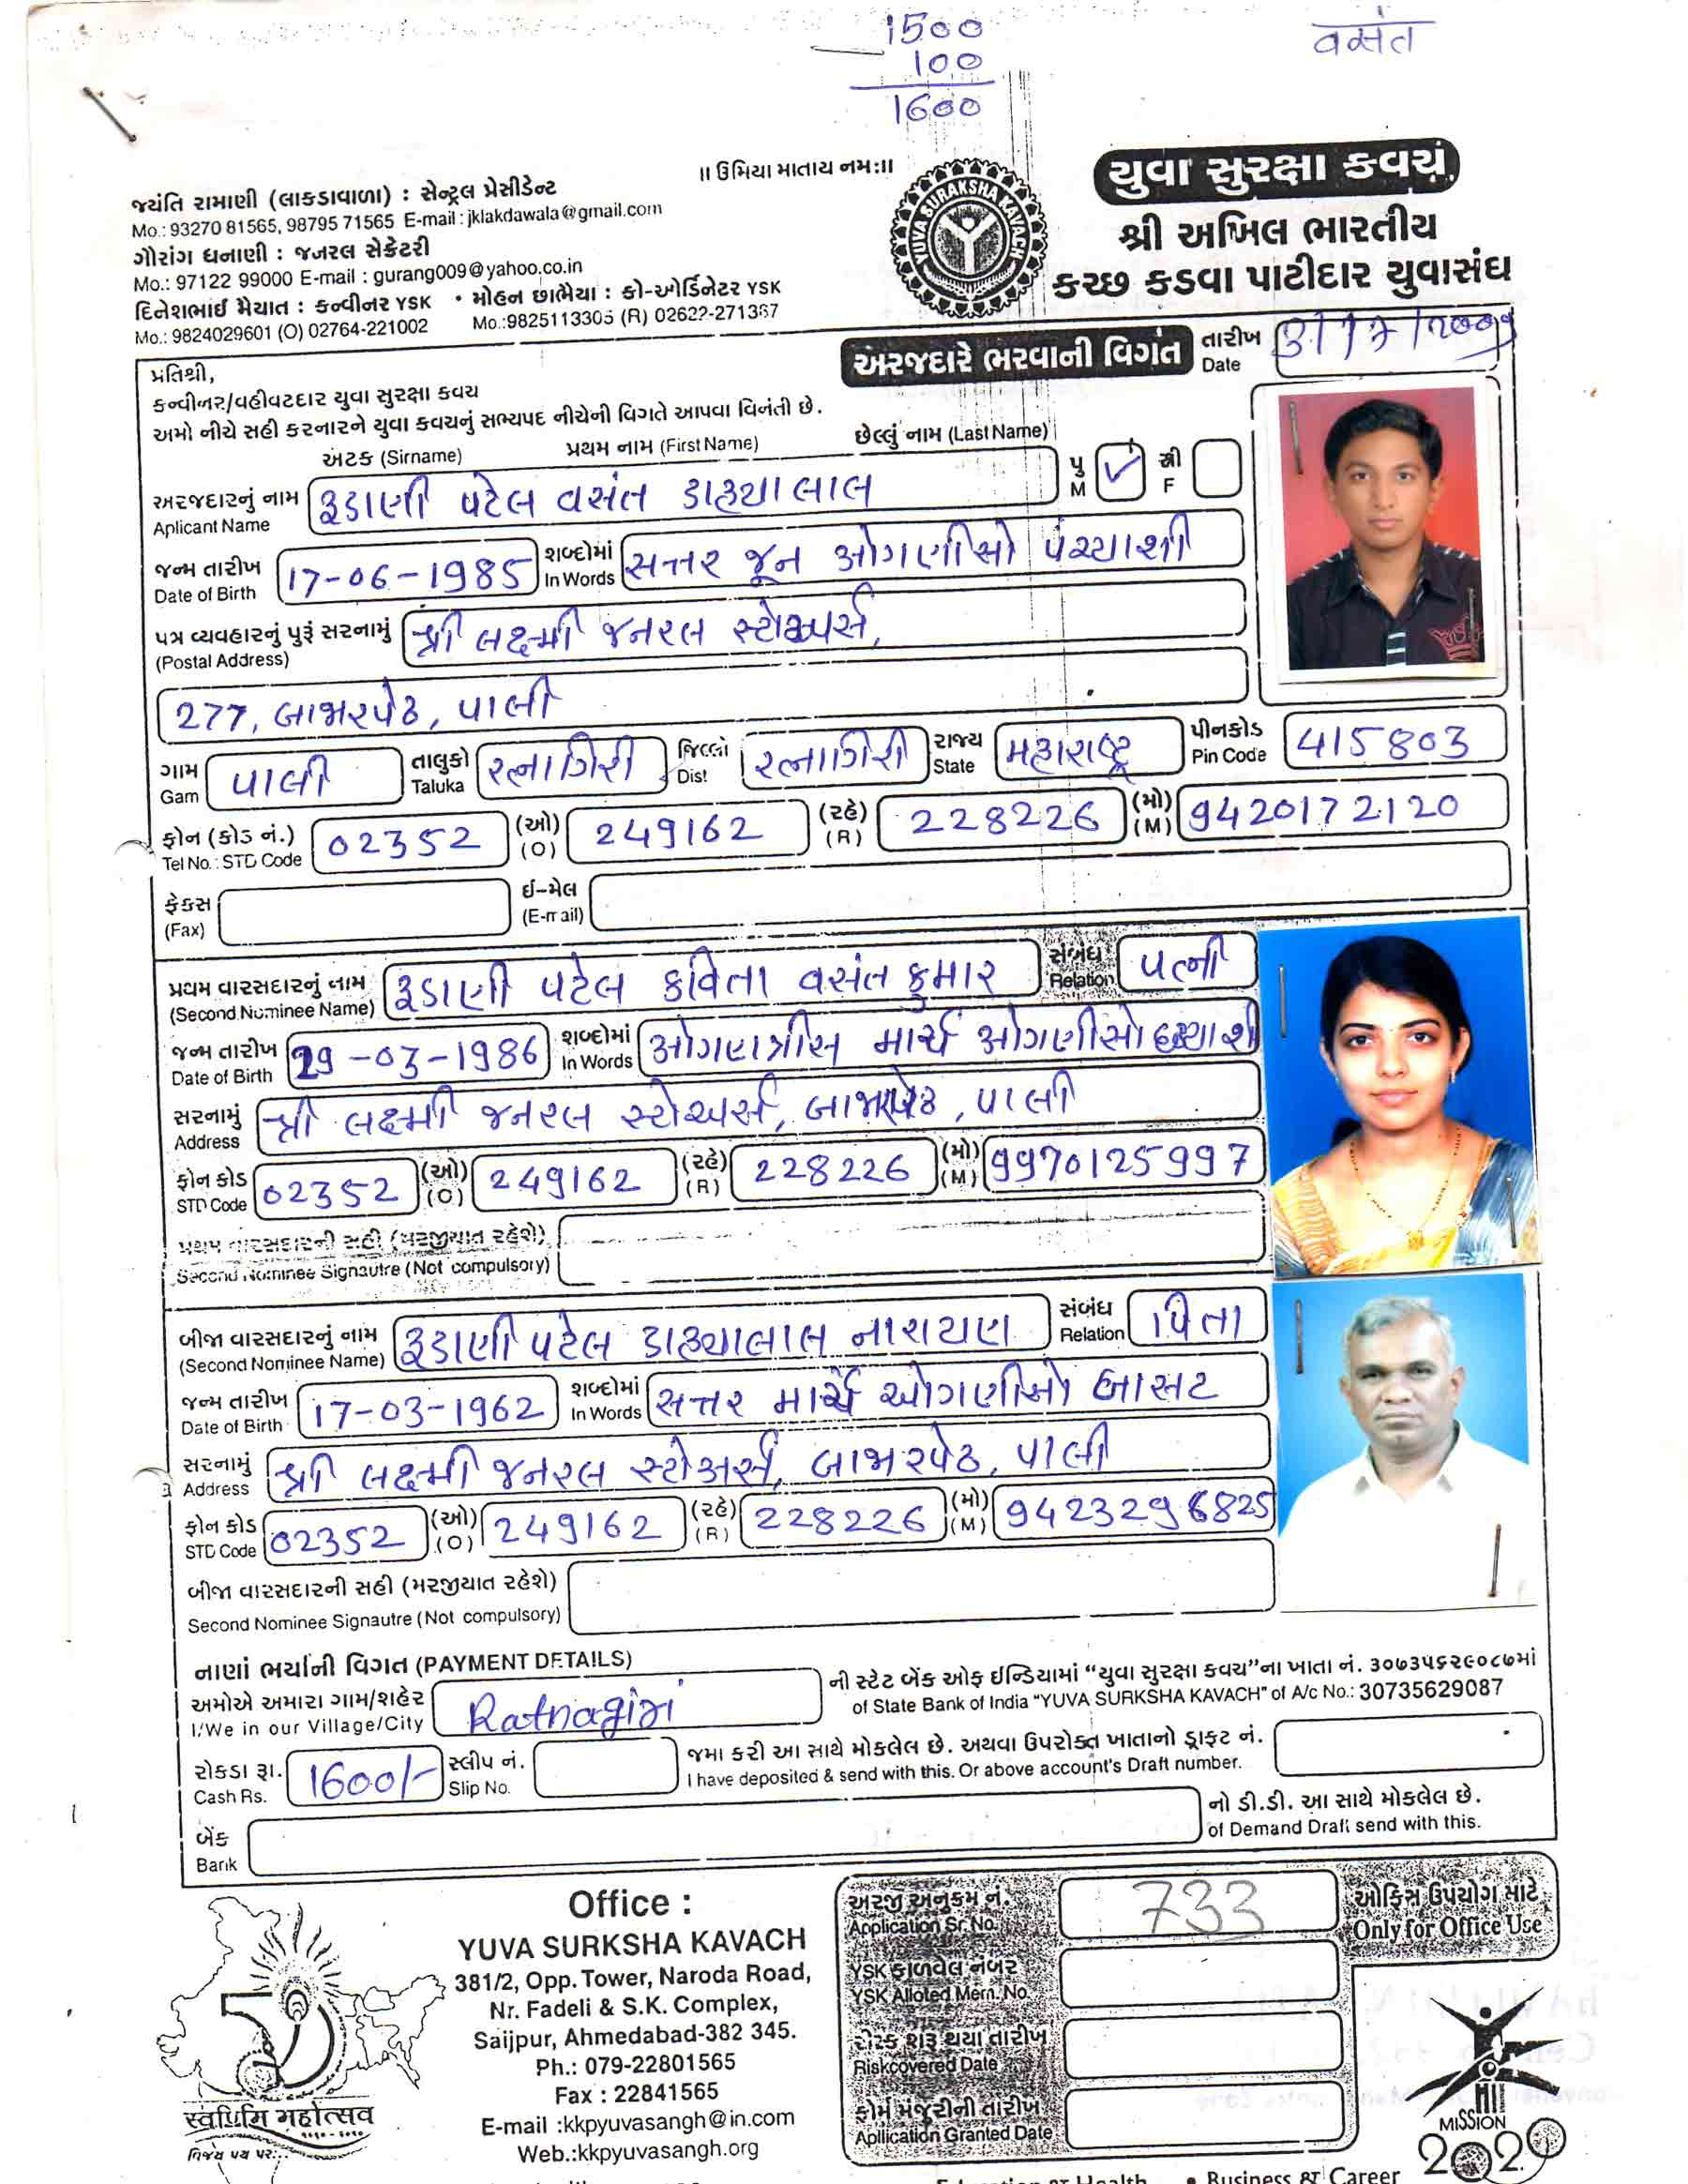 1500
100
1600
વસંત
॥ ઉમિયા માતાય નમઃ॥
જયંતિ રામાણી (લાકડાવાળા) : સેન્ટ્રલ પ્રેસીડેન્ટ
Mo.: 93270 81565, 98795 71565 E-mail : jklakdawala@gmail.com
ગૌરાંગ ધનાણી : જનરલ સેક્રેટરી
Mo.: 97122 99000 E-mail : gurang009@yahoo.co.in
દિનેશભાઈ મૈયાત : કન્વીનર YSK • મોહન છાભૈયા : કો-ઓર્ડિનેટર YSK
Mo.: 9824029601 (O) 02764-221002 Mo.:9825113305 (R) 02622-271367
YUVA SURAKSHA KAVACH
યુવા સુરક્ષા કવચ
શ્રી અખિલ ભારતીય
કચ્છ કડવા પાટીદાર યુવાસંઘ
અરજદારે ભરવાની વિગત
તારીખ
Date
પ્રતિશ્રી,
કન્વીનર/વહીવટદાર યુવા સુરક્ષા કવચ
અમો નીચે સહી કરનારને યુવા કવચનું સભ્યપદ નીચેની વિગતે આપવા વિનંતી છે.
અટક (Sirname) પ્રથમ નામ (First Name) છેલ્લું નામ (Last Name)
અરજદારનું નામ રૂડાણી પટેલ વસંત ડાહ્યાલાલ પુ ✓ સ્ત્રી
Aplicant Name M F
જન્મ તારીખ 17-06-1985 શબ્દોમાં સત્તર જૂન ઓગણીસો પંચ્યાશી
Date of Birth In Words
પત્ર વ્યવહારનું પુરૂં સરનામું શ્રી લક્ષ્મી જનરલ સ્ટોઅર્સ,
(Postal Address)
277, બાજારપેઠ, પાલી
ગામ પાલી તાલુકો રત્નાગિરી જિલ્લો રત્નાગિરી રાજ્ય મહારાષ્ટ્ર પીનકોડ 415803
Gam Taluka Dist State Pin Code
ફોન (કોડ નં.) 02352 (ઓ) 249162 (રહે) 228226 (મો) 9420172120
Tel No. : STD Code (O) (R) (M)
ફેક્સ ઈ-મેલ
(Fax) (E-mail)
પ્રથમ વારસદારનું નામ રૂડાણી પટેલ કવિતા વસંત કુમાર સંબંધ પત્ની
(Second Nominee Name) Relation
જન્મ તારીખ 29-03-1986 શબ્દોમાં ઓગણત્રીસ માર્ચ ઓગણીસો છ્યાશી
Date of Birth In Words
સરનામું શ્રી લક્ષ્મી જનરલ સ્ટોઅર્સ, બાજારપેઠ, પાલી
Address
ફોન કોડ 02352 (ઓ) 249162 (રહે) 228226 (મો) 9970125997
STD Code (O) (R) (M)
પ્રથમ વારસદારની સહી (મરજીયાત રહેશે)
Second Nominee Signautre (Not compulsory)
બીજા વારસદારનું નામ રૂડાણી પટેલ ડાહ્યાલાલ નારાયણ સંબંધ પિતા
(Second Nominee Name) Relation
જન્મ તારીખ 17-03-1962 શબ્દોમાં સત્તર માર્ચ ઓગણીસો બાસટ
Date of Birth In Words
સરનામું શ્રી લક્ષ્મી જનરલ સ્ટોઅર્સ, બાજારપેઠ, પાલી
Address
ફોન કોડ 02352 (ઓ) 249162 (રહે) 228226 (મો) 9423296825
STD Code (O) (R) (M)
બીજા વારસદારની સહી (મરજીયાત રહેશે)
Second Nominee Signautre (Not compulsory)
નાણાં ભર્યાની વિગત (PAYMENT DETAILS)
અમોએ અમારા ગામ/શહેર Ratnagiri ની સ્ટેટ બેંક ઓફ ઈન્ડિયામાં “યુવા સુરક્ષા કવચ”ના ખાતા નં. ૩૦૭૩૫૬૨૯૦૮૭માં
I/We in our Village/City of State Bank of India "YUVA SURKSHA KAVACH" of A/c No.: 30735629087
રોકડા રૂા. 1600/- સ્લીપ નં. જમા કરી આ સાથે મોકલેલ છે. અથવા ઉપરોક્ત ખાતાનો ડ્રાફ્ટ નં.
Cash Rs. Slip No. I have deposited & send with this. Or above account's Draft number.
બેંક નો ડી.ડી. આ સાથે મોકલેલ છે.
Bank of Demand Draft send with this.
Office :
YUVA SURKSHA KAVACH
381/2, Opp. Tower, Naroda Road,
Nr. Fadeli & S.K. Complex,
Saijpur, Ahmedabad-382 345.
Ph.: 079-22801565
Fax : 22841565
E-mail :kkpyuvasangh@in.com
Web.:kkpyuvasangh.org
અરજી અનુક્રમ નં. 733 ઓફિસ ઉપયોગ માટે
Application Sr. No. Only for Office Use
YSK ફાળવેલ નંબર
YSK Alloted Mem. No.
રીસ્ક શરૂ થયા તારીખ
Riskcovered Date
ફોર્મ મંજુરીની તારીખ
Apllication Granted Date
સ્વર્ણિમ મહોત્સવ
વિજય પથ પર...
MISSION
2020
Education & Health • Business & Career